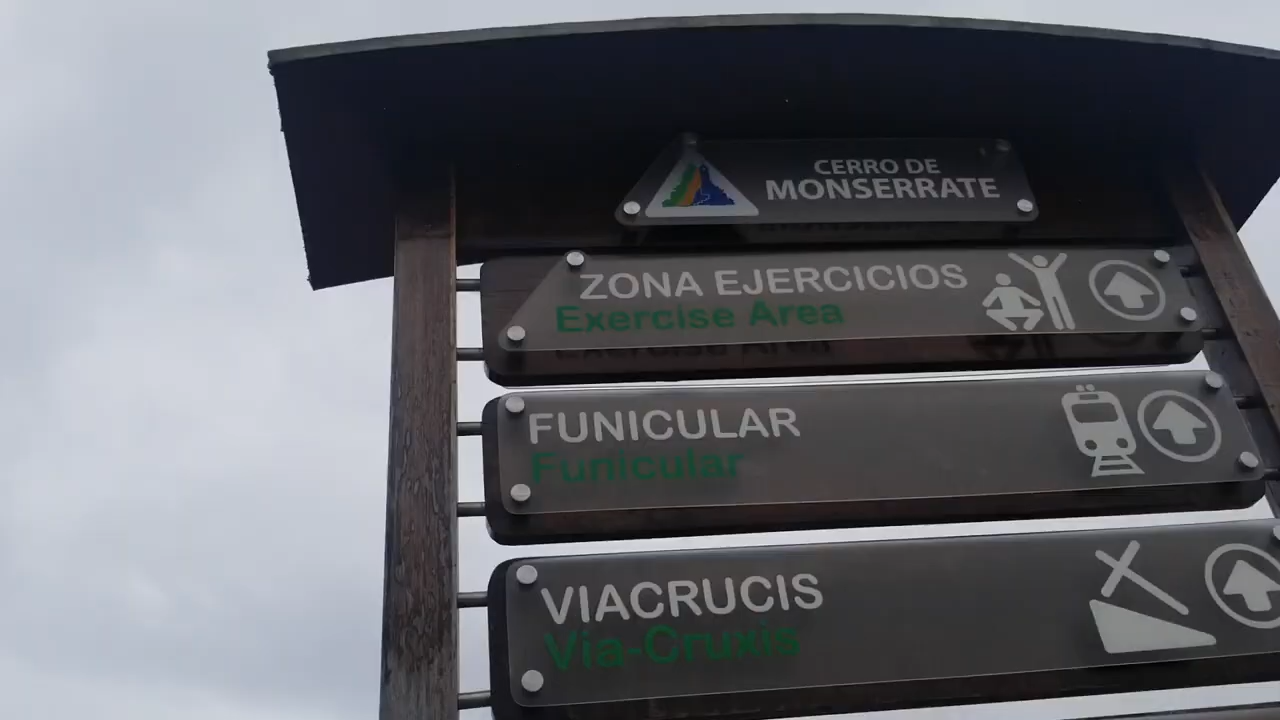 CERRO DE
MONSERRATE
ZONA EJERCICIOS
Exercise Area
FUNICULAR
Funicular
VIACRUCIS
Via-Cruxis